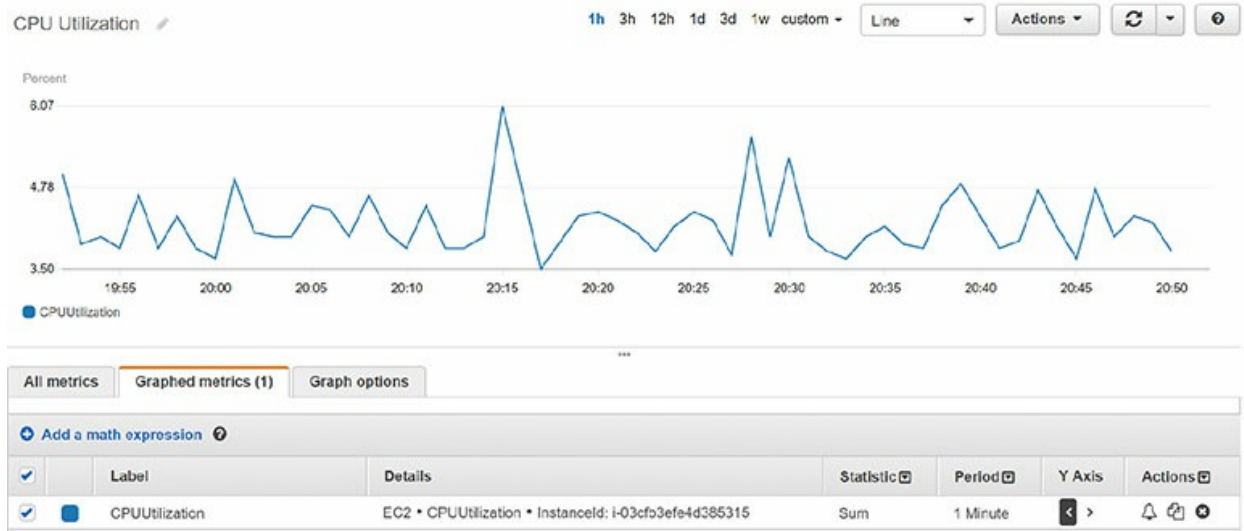 CPU Utilization 1h 3h 12h 1d 3d 1w custom Line Actions
Percent
6.07
4.78
3.50
19:55 20:00 20:05 20:10 20:15 20:20 20:25 20:30 20:35 20:40 20:45 20:50
CPUUtilization
All metrics Graphed metrics (1) Graph options
Add a math expression
Label Details Statistic Period Y Axis Actions
CPUUtilization EC2 • CPUUtilization • InstanceId: i-03cfb3efe4d385315 Sum 1 Minute